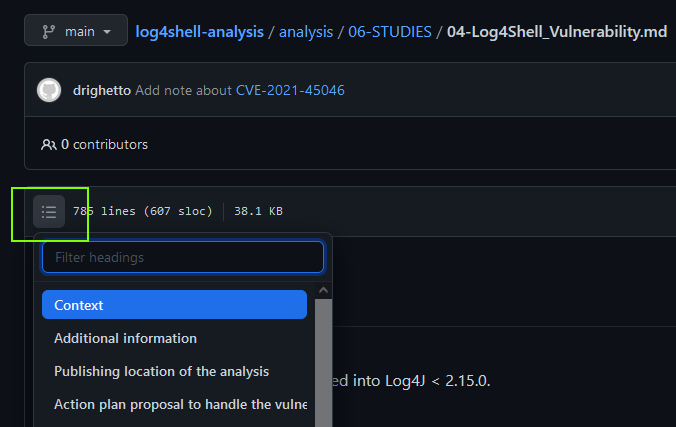 main log4shell-analysis / analysis / 06-STUDIES / 04-Log4Shell_Vulnerability.md
drighetto Add note about CVE-2021-45046
0 contributors
785 lines (607 sloc) 38.1 KB
Filter headings
Context
Additional information
Publishing location of the analysis
ed into Log4J < 2.15.0.
Action plan proposal to handle the vulne